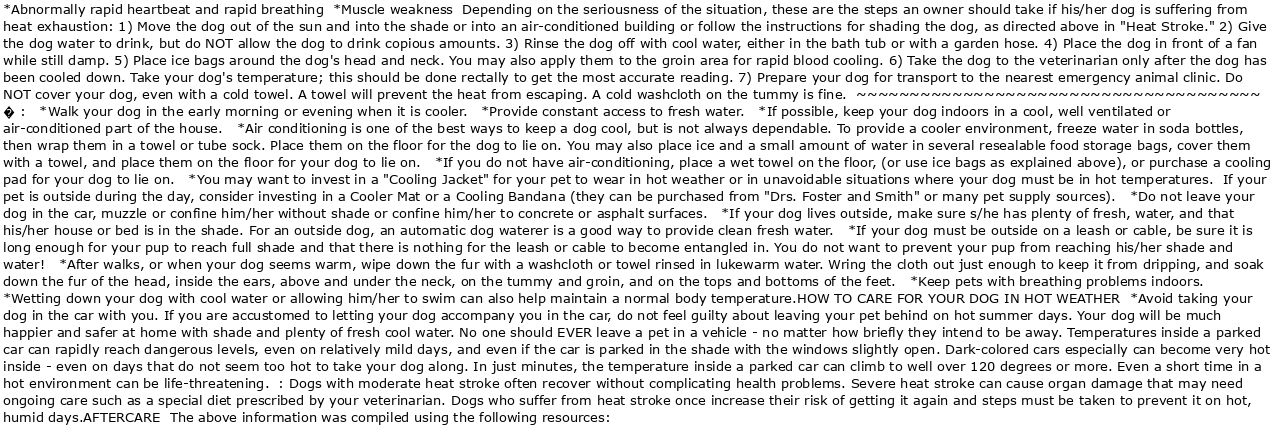 *Abnormally rapid heartbeat and rapid breathing  *Muscle weakness  Depending on the seriousness of the situation, these are the steps an owner should take if his/her dog is suffering from
heat exhaustion: 1) Move the dog out of the sun and into the shade or into an air-conditioned building or follow the instructions for shading the dog, as directed above in "Heat Stroke." 2) Give
the dog water to drink, but do NOT allow the dog to drink copious amounts. 3) Rinse the dog off with cool water, either in the bath tub or with a garden hose. 4) Place the dog in front of a fan
while still damp. 5) Place ice bags around the dog's head and neck. You may also apply them to the groin area for rapid blood cooling. 6) Take the dog to the veterinarian only after the dog has
been cooled down. Take your dog's temperature; this should be done rectally to get the most accurate reading. 7) Prepare your dog for transport to the nearest emergency animal clinic. Do
NOT cover your dog, even with a cold towel. A towel will prevent the heat from escaping. A cold washcloth on the tummy is fine.  ~~~~~~~~~~~~~~~~~~~~~~~~~~~~~~~~~~~
� :   *Walk your dog in the early morning or evening when it is cooler.   *Provide constant access to fresh water.   *If possible, keep your dog indoors in a cool, well ventilated or
air-conditioned part of the house.   *Air conditioning is one of the best ways to keep a dog cool, but is not always dependable. To provide a cooler environment, freeze water in soda bottles,
then wrap them in a towel or tube sock. Place them on the floor for the dog to lie on. You may also place ice and a small amount of water in several resealable food storage bags, cover them
with a towel, and place them on the floor for your dog to lie on.   *If you do not have air-conditioning, place a wet towel on the floor, (or use ice bags as explained above), or purchase a cooling
pad for your dog to lie on.   *You may want to invest in a "Cooling Jacket" for your pet to wear in hot weather or in unavoidable situations where your dog must be in hot temperatures.  If your
pet is outside during the day, consider investing in a Cooler Mat or a Cooling Bandana (they can be purchased from "Drs. Foster and Smith" or many pet supply sources).   *Do not leave your
dog in the car, muzzle or confine him/her without shade or confine him/her to concrete or asphalt surfaces.   *If your dog lives outside, make sure s/he has plenty of fresh, water, and that
his/her house or bed is in the shade. For an outside dog, an automatic dog waterer is a good way to provide clean fresh water.   *If your dog must be outside on a leash or cable, be sure it is
long enough for your pup to reach full shade and that there is nothing for the leash or cable to become entangled in. You do not want to prevent your pup from reaching his/her shade and
water!   *After walks, or when your dog seems warm, wipe down the fur with a washcloth or towel rinsed in lukewarm water. Wring the cloth out just enough to keep it from dripping, and soak
down the fur of the head, inside the ears, above and under the neck, on the tummy and groin, and on the tops and bottoms of the feet.   *Keep pets with breathing problems indoors.
*Wetting down your dog with cool water or allowing him/her to swim can also help maintain a normal body temperature.HOW TO CARE FOR YOUR DOG IN HOT WEATHER  *Avoid taking your
dog in the car with you. If you are accustomed to letting your dog accompany you in the car, do not feel guilty about leaving your pet behind on hot summer days. Your dog will be much
happier and safer at home with shade and plenty of fresh cool water. No one should EVER leave a pet in a vehicle - no matter how briefly they intend to be away. Temperatures inside a parked
car can rapidly reach dangerous levels, even on relatively mild days, and even if the car is parked in the shade with the windows slightly open. Dark-colored cars especially can become very hot
inside - even on days that do not seem too hot to take your dog along. In just minutes, the temperature inside a parked car can climb to well over 120 degrees or more. Even a short time in a
hot environment can be life-threatening.  : Dogs with moderate heat stroke often recover without complicating health problems. Severe heat stroke can cause organ damage that may need
ongoing care such as a special diet prescribed by your veterinarian. Dogs who suffer from heat stroke once increase their risk of getting it again and steps must be taken to prevent it on hot,
humid days.AFTERCARE  The above information was compiled using the following resources: